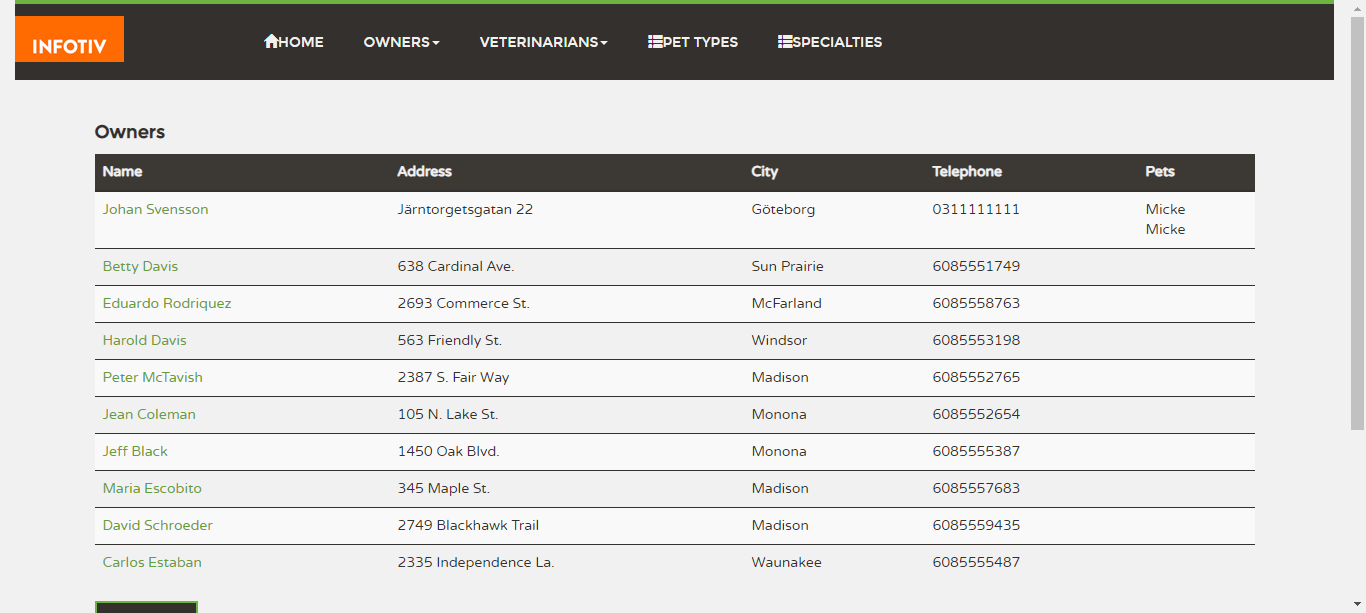 INFOTIV
HOME OWNERS VETERINARIANS PET TYPES SPECIALTIES
Owners
Name Address City Telephone Pets
Johan Svensson Järntorgetsgatan 22 Göteborg 0311111111 Micke
Micke
Betty Davis 638 Cardinal Ave. Sun Prairie 6085551749
Eduardo Rodriquez 2693 Commerce St. McFarland 6085558763
Harold Davis 563 Friendly St. Windsor 6085553198
Peter McTavish 2387 S. Fair Way Madison 6085552765
Jean Coleman 105 N. Lake St. Monona 6085552654
Jeff Black 1450 Oak Blvd. Monona 6085555387
Maria Escobito 345 Maple St. Madison 6085557683
David Schroeder 2749 Blackhawk Trail Madison 6085559435
Carlos Estaban 2335 Independence La. Waunakee 6085555487